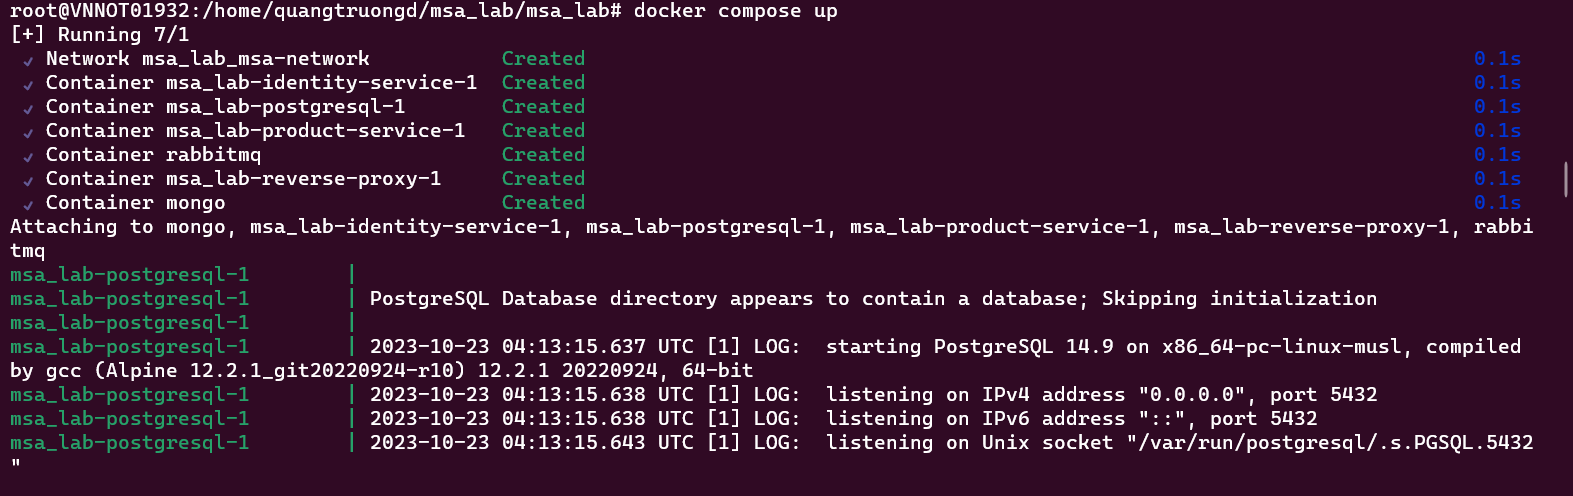 root@VNNOT01932:/home/quangtruongd/msa_lab/msa_lab# docker compose up
[+] Running 7/1
✓ Network msa_lab_msa-network Created 0.1s
✓ Container msa_lab-identity-service-1 Created 0.1s
✓ Container msa_lab-postgresql-1 Created 0.1s
✓ Container msa_lab-product-service-1 Created 0.1s
✓ Container rabbitmq Created 0.1s
✓ Container msa_lab-reverse-proxy-1 Created 0.1s
✓ Container mongo Created 0.1s
Attaching to mongo, msa_lab-identity-service-1, msa_lab-postgresql-1, msa_lab-product-service-1, msa_lab-reverse-proxy-1, rabbi
tmq
msa_lab-postgresql-1 |
msa_lab-postgresql-1 | PostgreSQL Database directory appears to contain a database; Skipping initialization
msa_lab-postgresql-1 |
msa_lab-postgresql-1 | 2023-10-23 04:13:15.637 UTC [1] LOG:  starting PostgreSQL 14.9 on x86_64-pc-linux-musl, compiled
by gcc (Alpine 12.2.1_git20220924-r10) 12.2.1 20220924, 64-bit
msa_lab-postgresql-1 | 2023-10-23 04:13:15.638 UTC [1] LOG:  listening on IPv4 address "0.0.0.0", port 5432
msa_lab-postgresql-1 | 2023-10-23 04:13:15.638 UTC [1] LOG:  listening on IPv6 address "::", port 5432
msa_lab-postgresql-1 | 2023-10-23 04:13:15.643 UTC [1] LOG:  listening on Unix socket "/var/run/postgresql/.s.PGSQL.5432
"